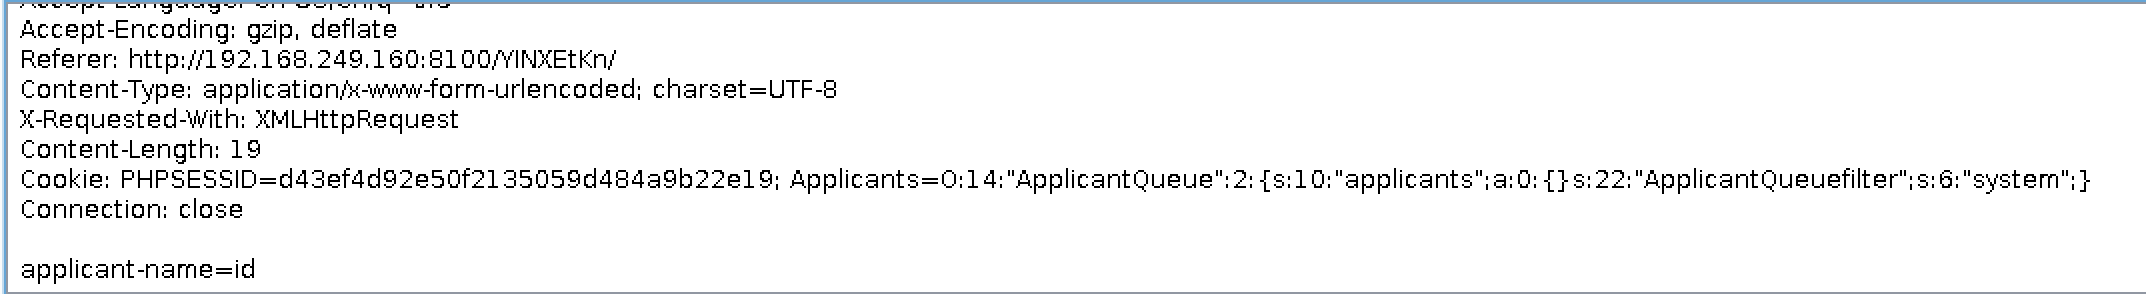 Accept-Encoding: gzip, deflate
Referer: http://192.168.249.160:8100/YlNXEtKn/
Content-Type: application/x-www-form-urlencoded; charset=UTF-8
X-Requested-With: XMLHttpRequest
Content-Length: 19
Cookie: PHPSESSID=d43ef4d92e50f2135059d484a9b22e19; Applicants=O:14:"ApplicantQueue":2:{s:10:"applicants";a:0:{}s:22:"ApplicantQueuefilter";s:6:"system";}
Connection: close
applicant-name=id